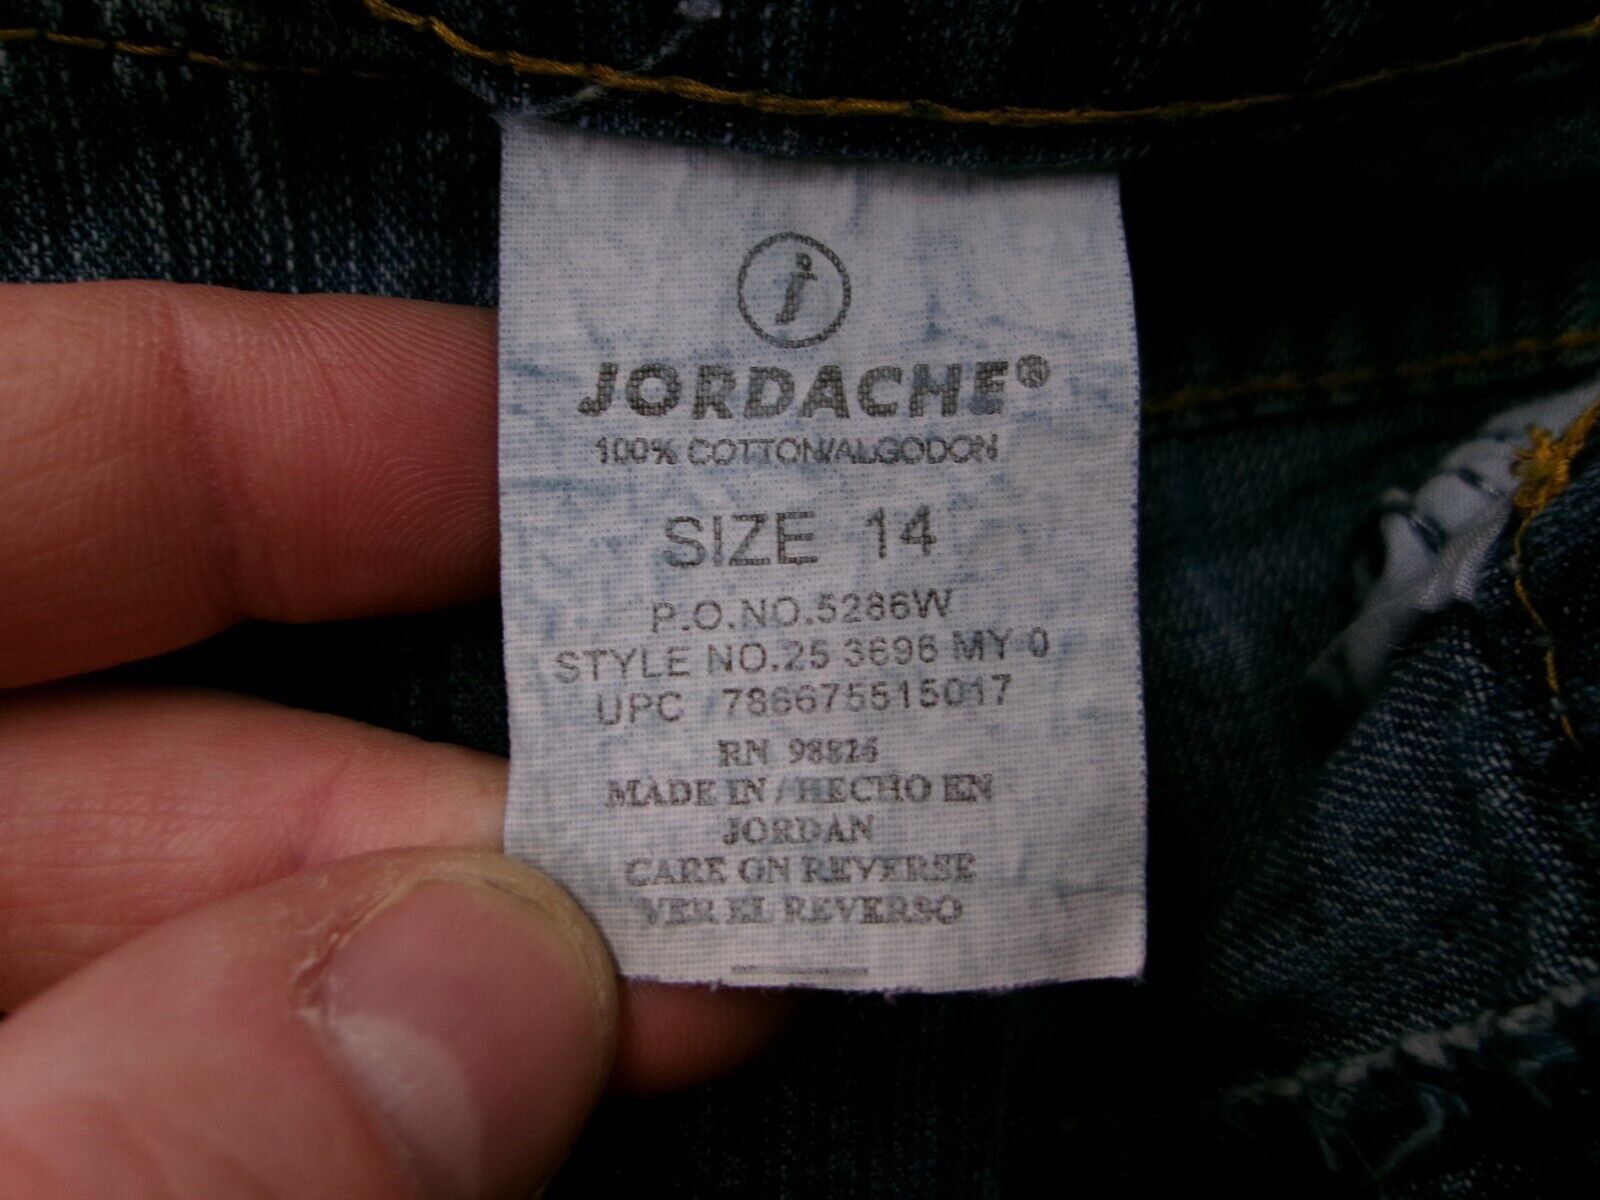 j
JORDACHE®
100% COTTON/ALGODON
SIZE 14
P.O.NO.5286W
STYLE NO.25 3696 MY 0
UPC 786675515017
RN 98826
MADE IN / HECHO EN
JORDAN
CARE ON REVERSE
VER EL REVERSO